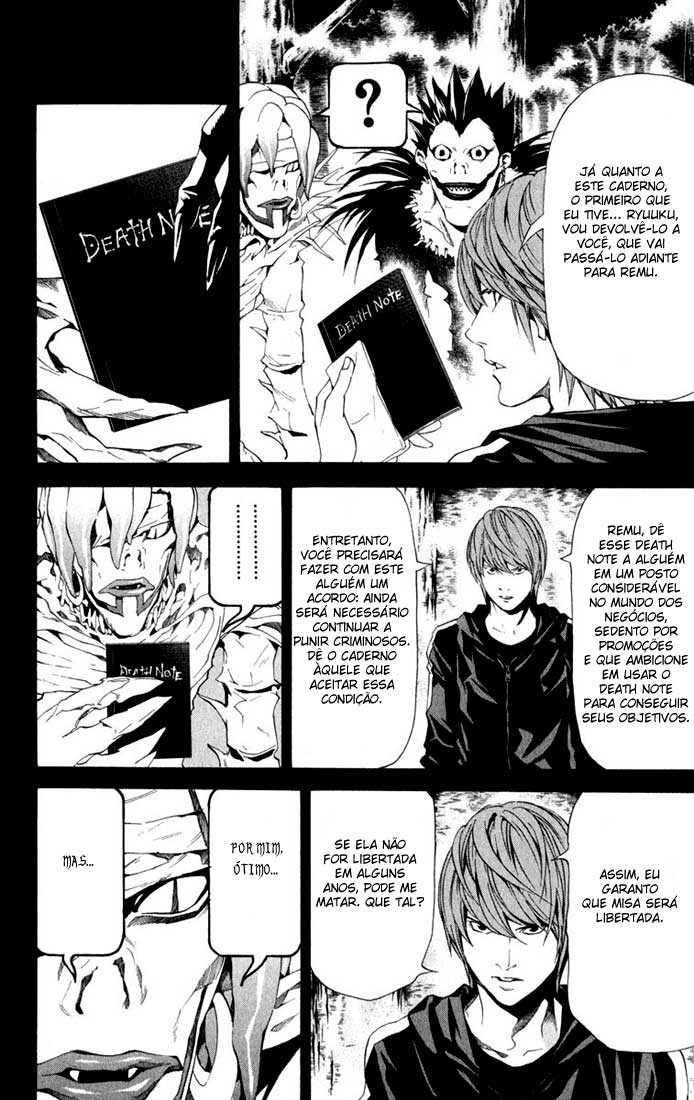 JÁ QUANTO A
ESTE CADERNO,
O PRIMEIRO QUE
EU TIVE... RYUUKU,
VOU DEVOLVÊ-LO A
VOCÊ, QUE VAI
PASSÁ-LO ADIANTE
PARA REMU.
?
DEATH NOTE
DEATH NOTE
REMU, DÊ
ESSE DEATH
NOTE A ALGUÉM
EM UM POSTO
CONSIDERÁVEL
NO MUNDO DOS
NEGÓCIOS,
SEDENTO POR
PROMOÇÕES
E QUE AMBICIONE
EM USAR O
DEATH NOTE
PARA CONSEGUIR
SEUS OBJETIVOS.
ENTRETANTO,
VOCÊ PRECISARÁ
FAZER COM ESTE
ALGUÉM UM
ACORDO: AINDA
SERÁ NECESSÁRIO
CONTINUAR A
PUNIR CRIMINOSOS.
DÊ O CADERNO
ÀQUELE QUE
ACEITAR ESSA
CONDIÇÃO.
DEATH NOTE
ASSIM, EU
GARANTO
QUE MISA SERÁ
LIBERTADA.
SE ELA NÃO
FOR LIBERTADA
EM ALGUNS
ANOS, PODE ME
MATAR. QUE TAL?
POR MIM,
ÓTIMO...
MAS...